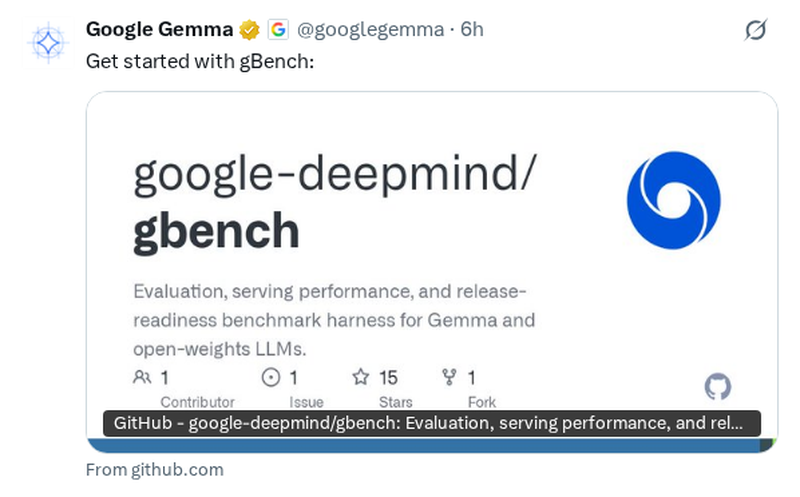 Google Gemma @googlegemma · 6h
Get started with gBench:
google-deepmind/
gbench
Evaluation, serving performance, and release-
readiness benchmark harness for Gemma and
open-weights LLMs.
1 1 15 1
Contributor Issue Stars Fork
GitHub - google-deepmind/gbench: Evaluation, serving performance, and rel...
From github.com